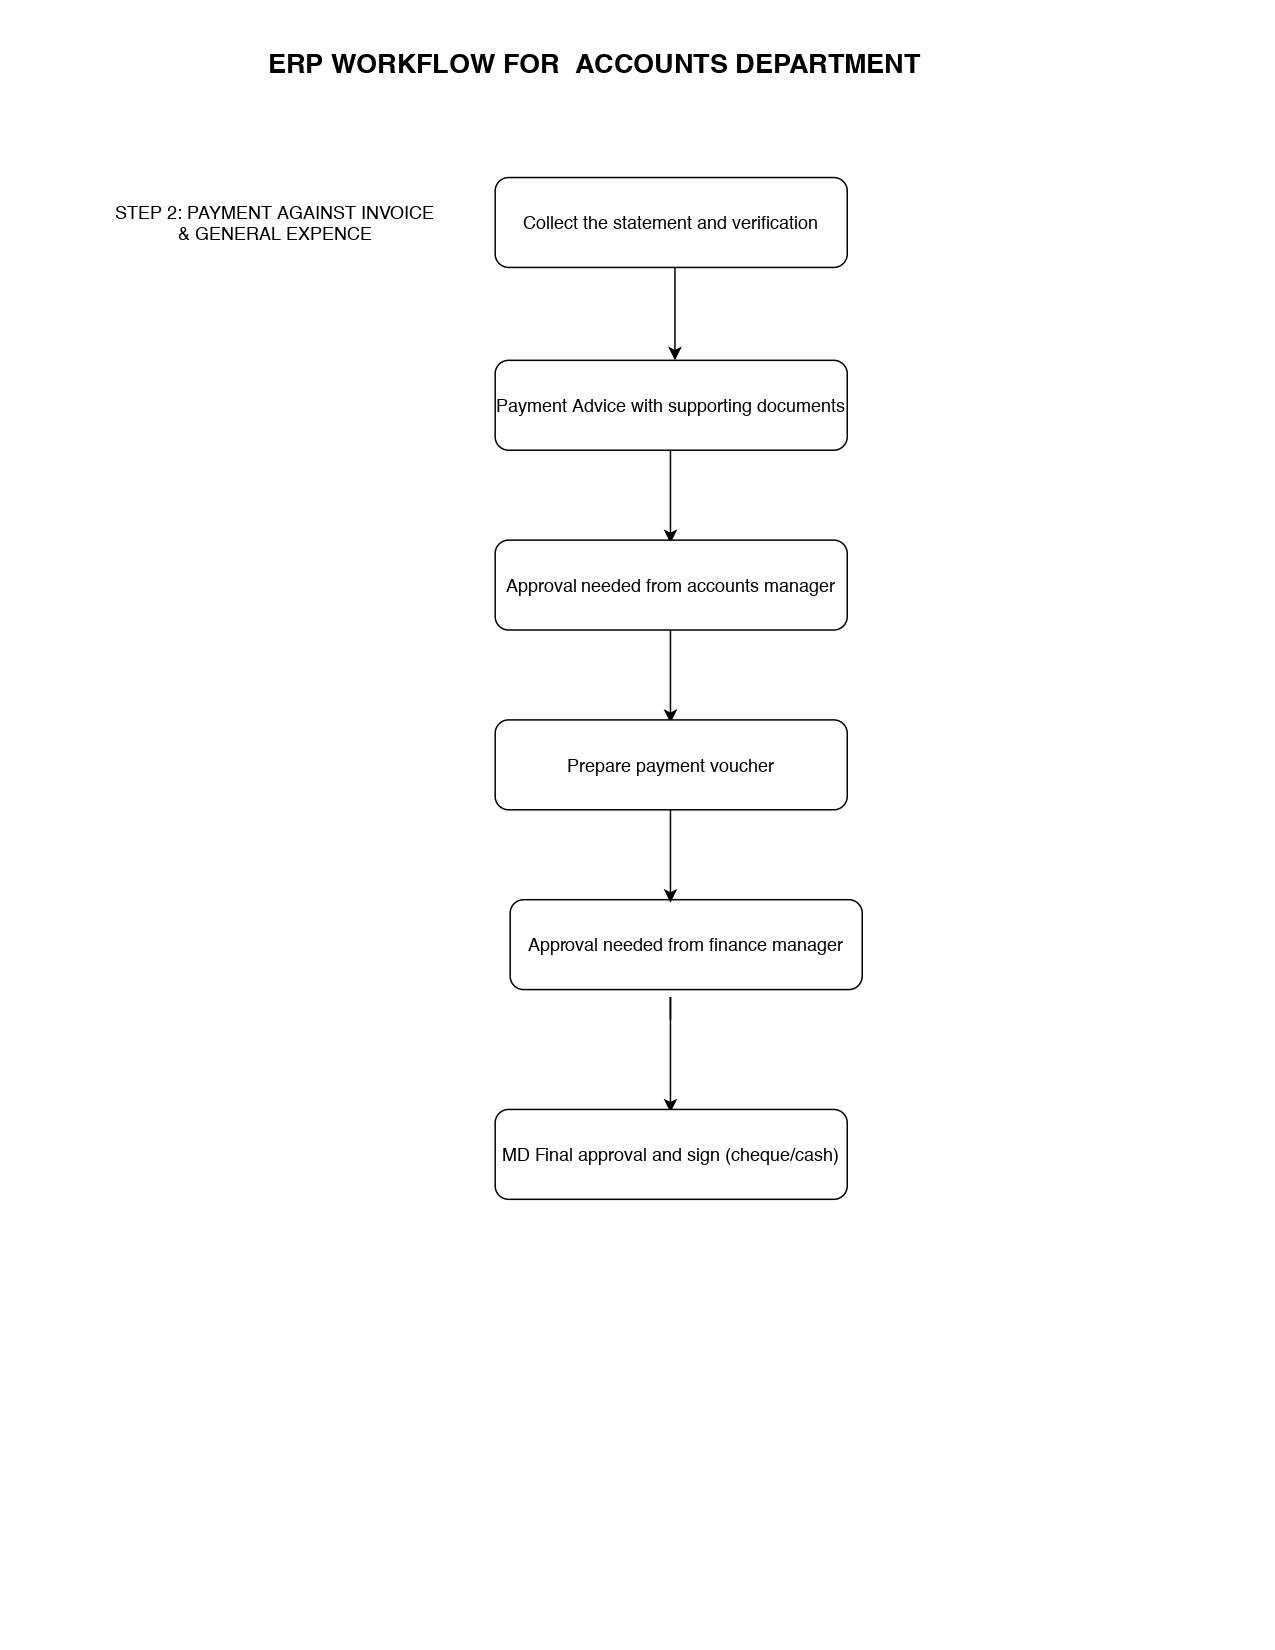 ERP WORKFLOW FOR  ACCOUNTS DEPARTMENT
STEP 2: PAYMENT AGAINST INVOICE
& GENERAL EXPENCE
Collect the statement and verification
Payment Advice with supporting documents
Approval needed from accounts manager
Prepare payment voucher
Approval needed from finance manager
MD Final approval and sign (cheque/cash)